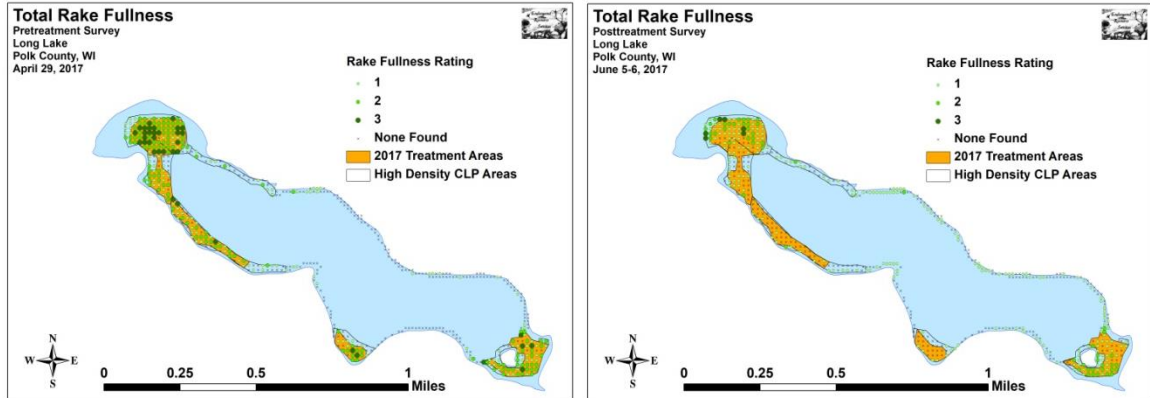 Total Rake Fullness
Pretreatment Survey
Long Lake
Polk County, WI
April 29, 2017
Rake Fullness Rating
1
2
3
None Found
2017 Treatment Areas
High Density CLP Areas
N
W E
S
0 0.25 0.5 1
Miles
Total Rake Fullness
Posttreatment Survey
Long Lake
Polk County, WI
June 5-6, 2017
Rake Fullness Rating
1
2
3
None Found
2017 Treatment Areas
High Density CLP Areas
N
W E
S
0 0.25 0.5 1
Miles